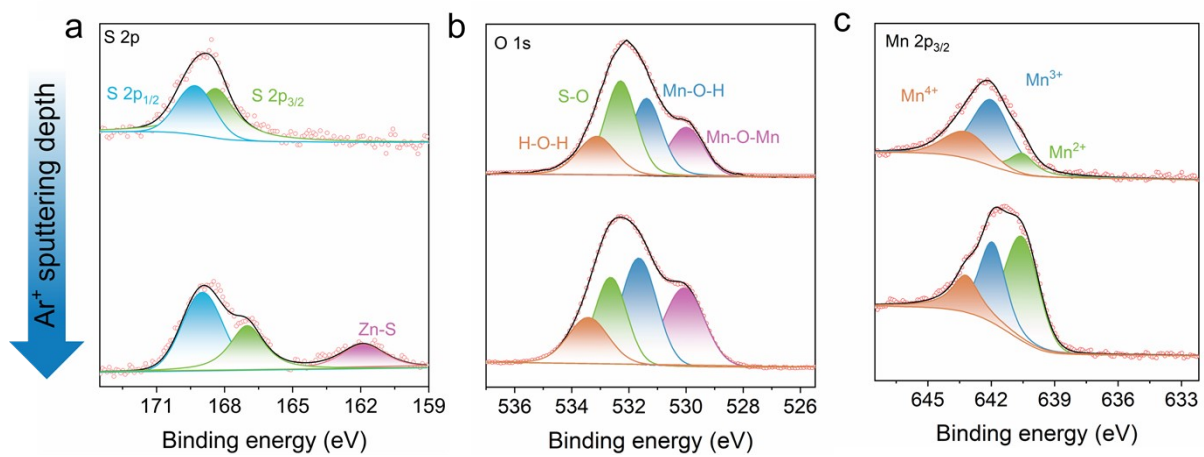 a
S 2p
S 2p1/2
S 2p3/2
Zn-S
171
168
165
162
159
Binding energy (eV)
Ar+ sputtering depth
b
O 1s
S-O
Mn-O-H
H-O-H
Mn-O-Mn
536
534
532
530
528
526
Binding energy (eV)
c
Mn 2p3/2
Mn3+
Mn4+
Mn2+
645
642
639
636
633
Binding energy (eV)